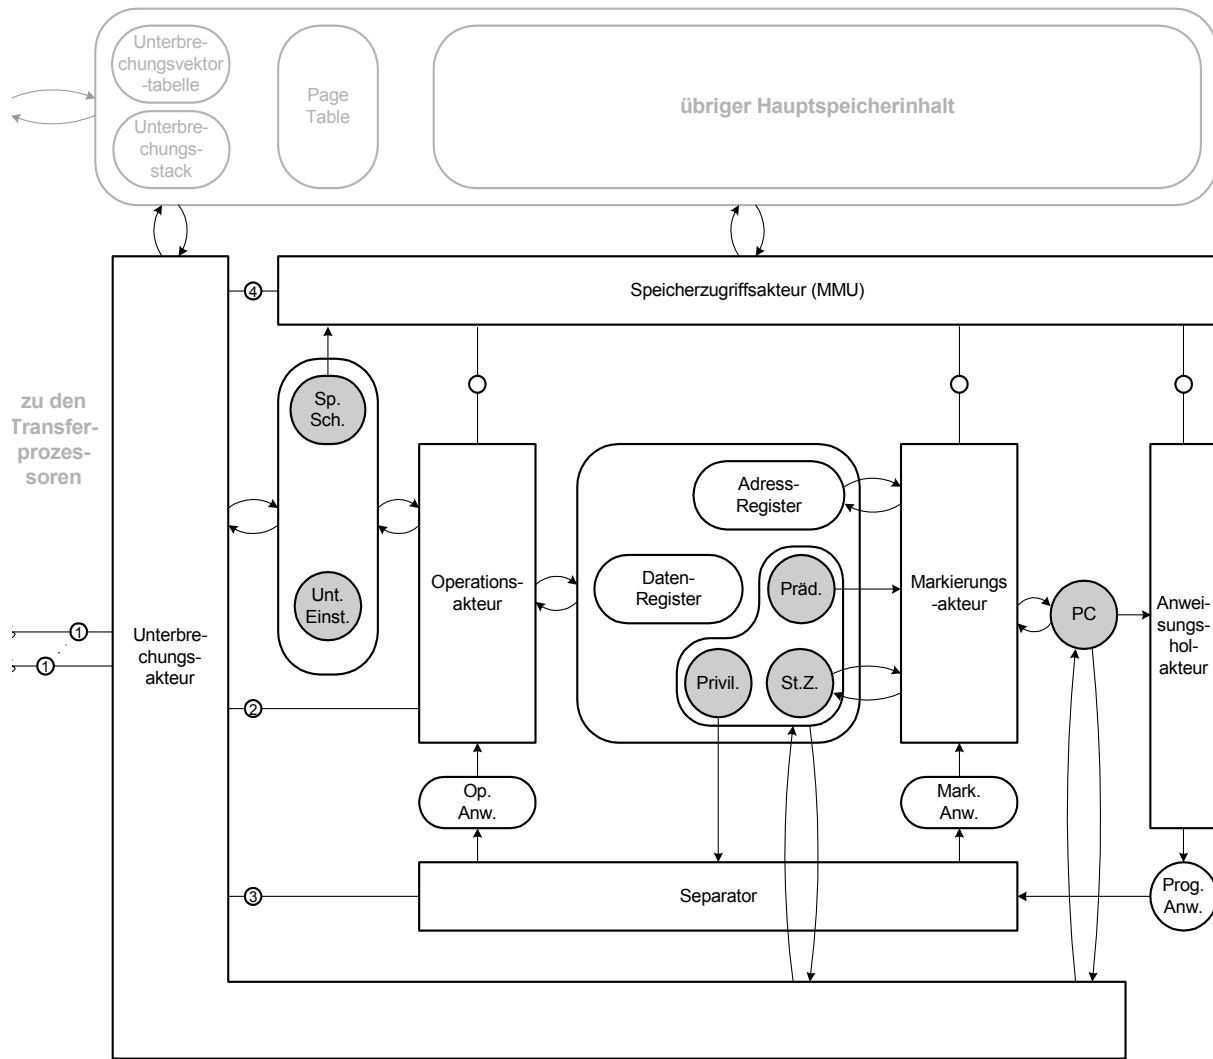 Unterbre-
chungsvektor
-tabelle
Unterbre-
chungs-
stack
Page
Table
übriger Hauptspeicherinhalt
4
Speicherzugriffsakteur (MMU)
zu den
Transfer-
prozes-
soren
Sp.
Sch.
Unt.
Einst.
Operations-
akteur
Adress-
Register
Daten-
Register
Präd.
Privil.
St.Z.
Markierungs
-akteur
PC
Anwei-
sungs-
hol-
akteur
1
1
Unterbre-
chungs-
akteur
2
Op.
Anw.
Mark.
Anw.
3
Separator
Prog.
Anw.